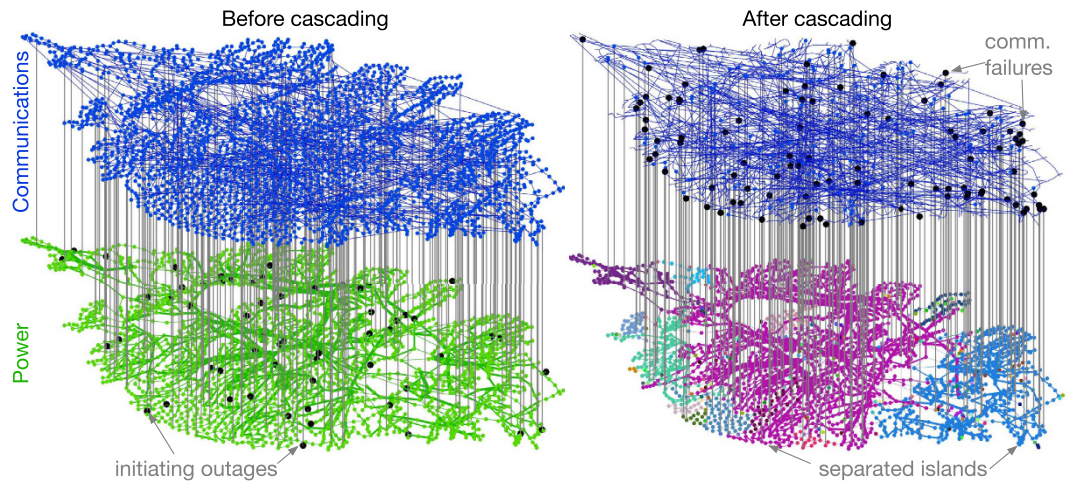 Before cascading
After cascading
Communications
comm.
failures
Power
initiating outages
separated islands